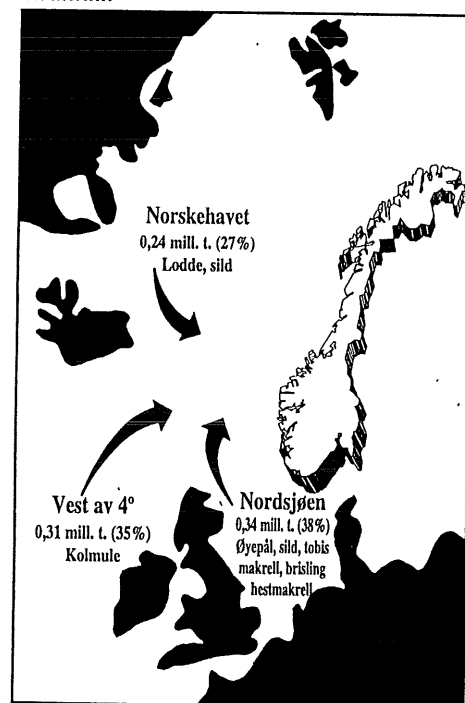 Norskehavet
0,24 mill. t. (27%)
Lodde, sild
Vest av 4º
0,31 mill. t. (35%)
Kolmule
Nordsjøen
0,34 mill. t. (38%)
Øyepål, sild, tobis
makrell, brisling
hestmakrell